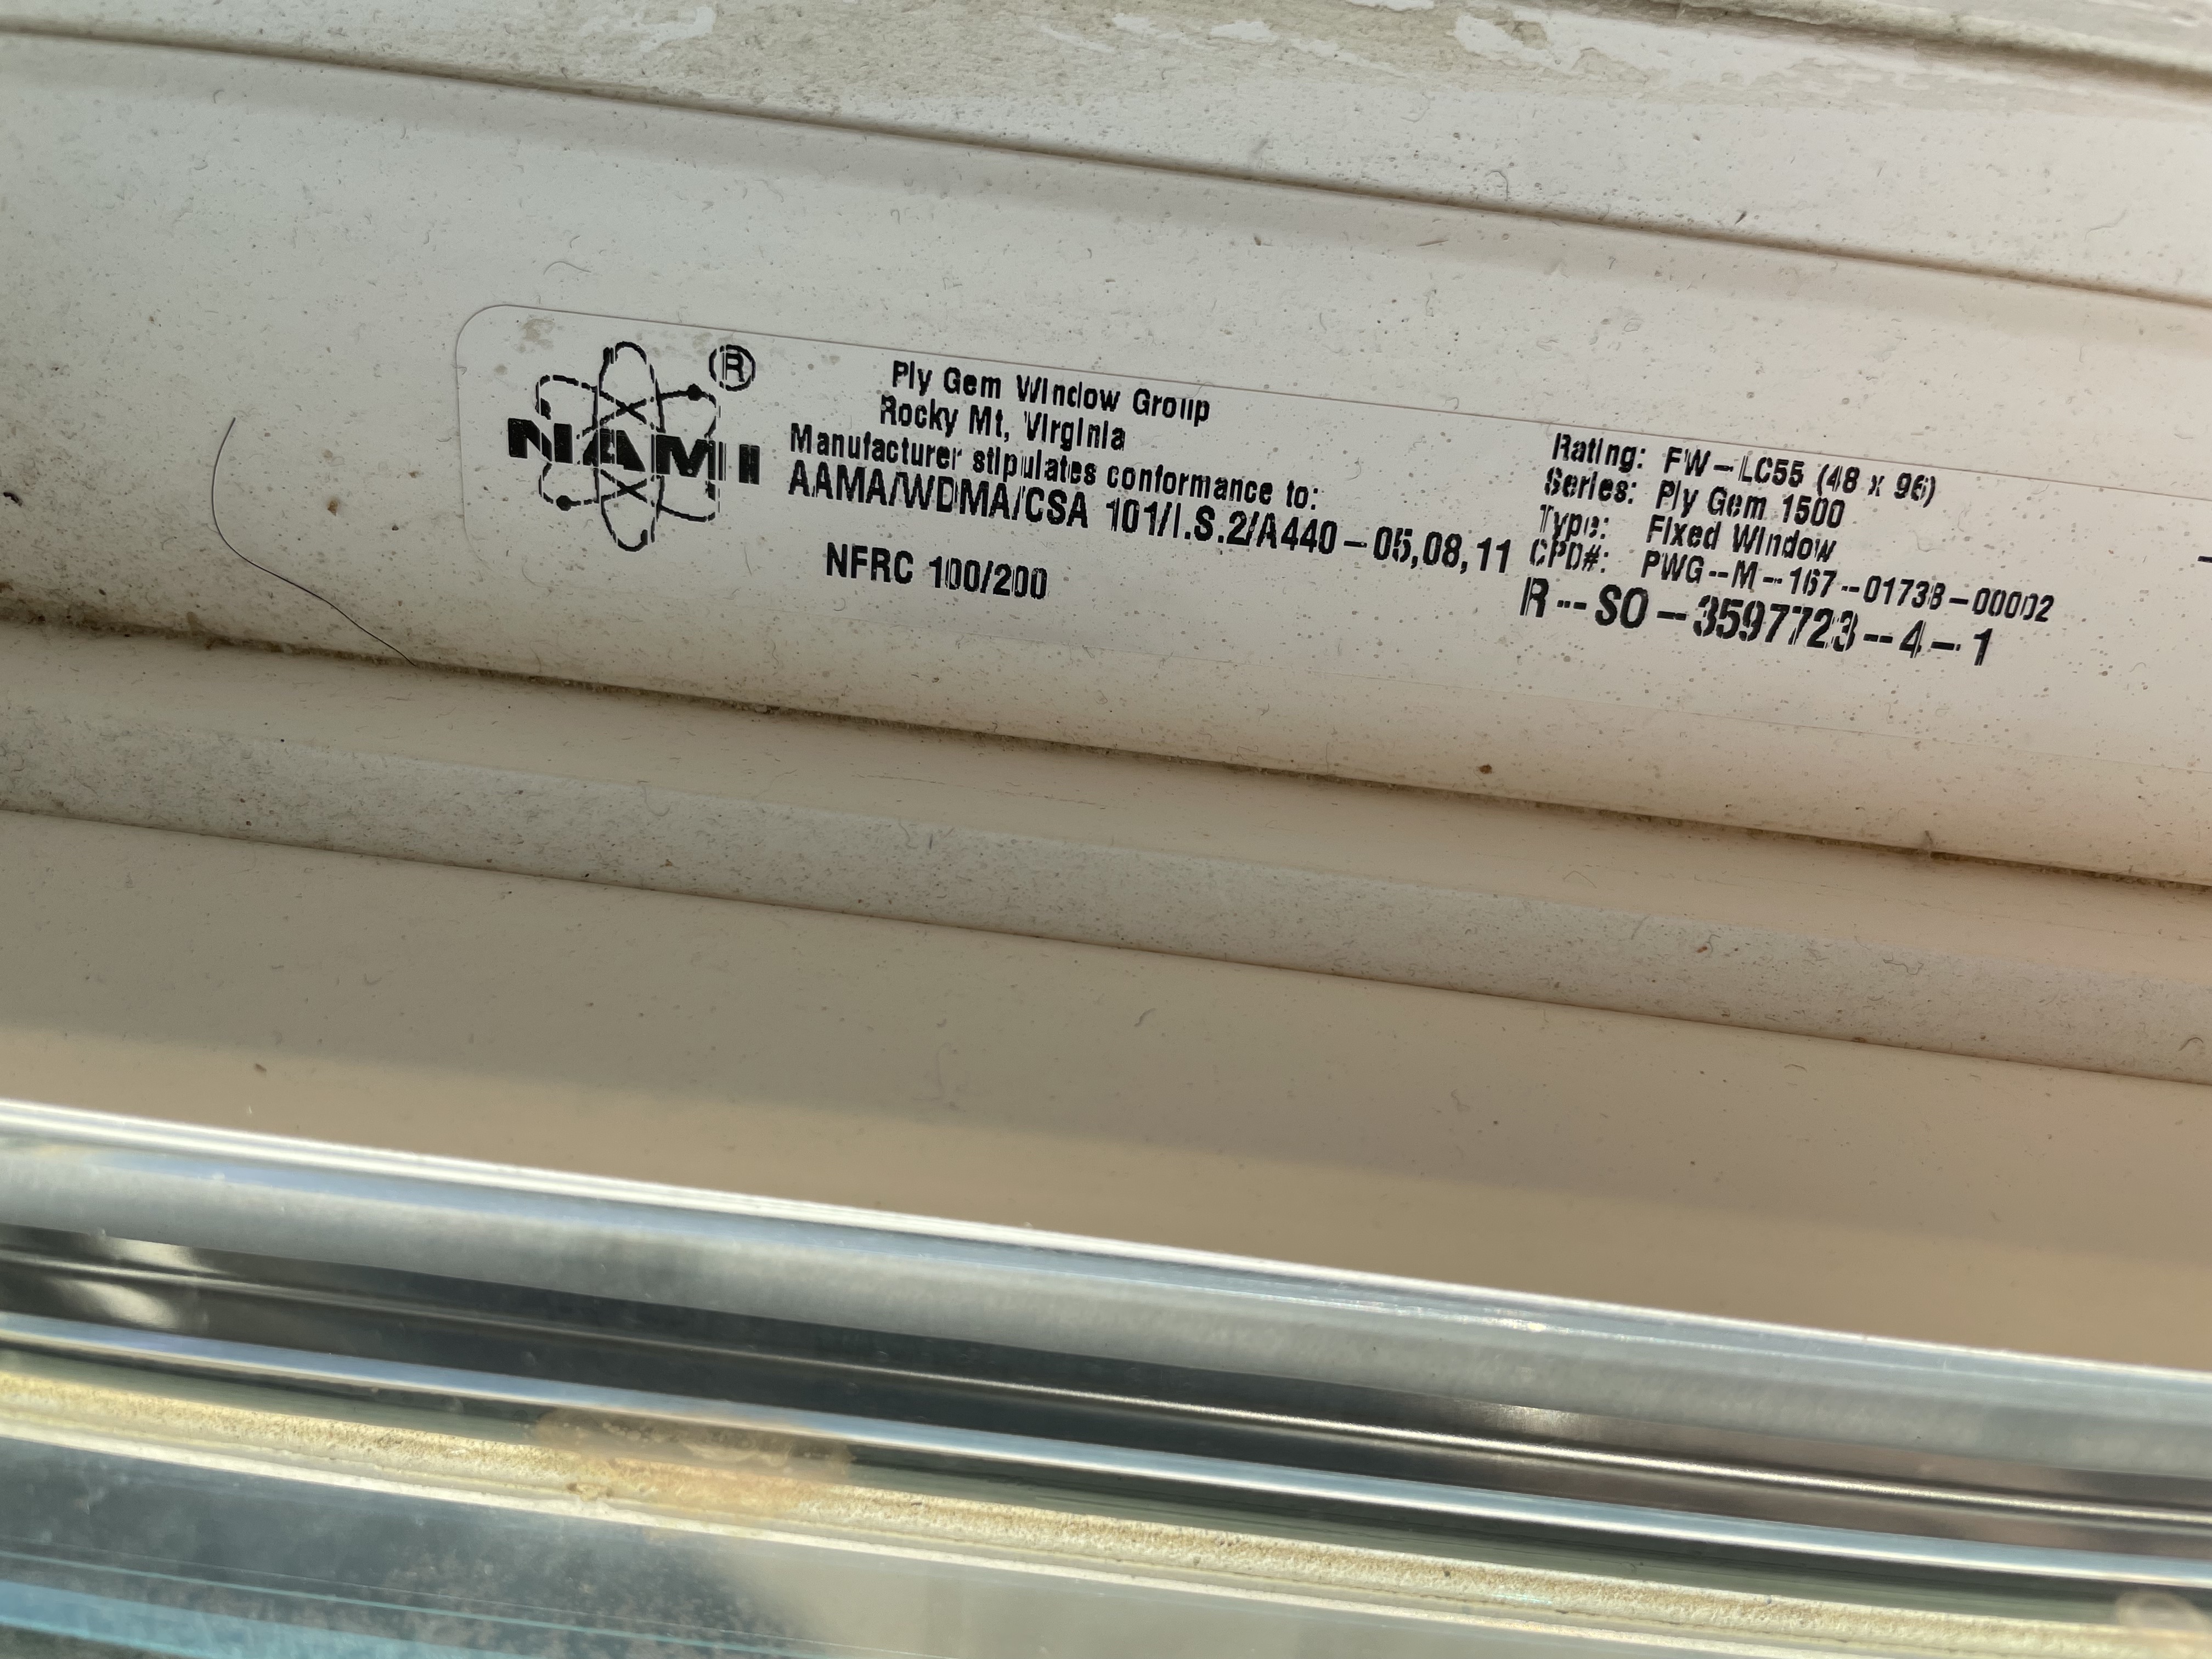 NAMI ®
Ply Gem Window Group
Rocky Mt, Virginia
Manufacturer stipulates conformance to:
AAMA/WDMA/CSA 101/I.S.2/A440-05,08,11
NFRC 100/200
Rating: FW-LC55 (48 x 96)
Series: Ply Gem 1500
Type: Fixed Window
CPD#: PWG-M-167-01738-00002
R-SO-3597723-4-1